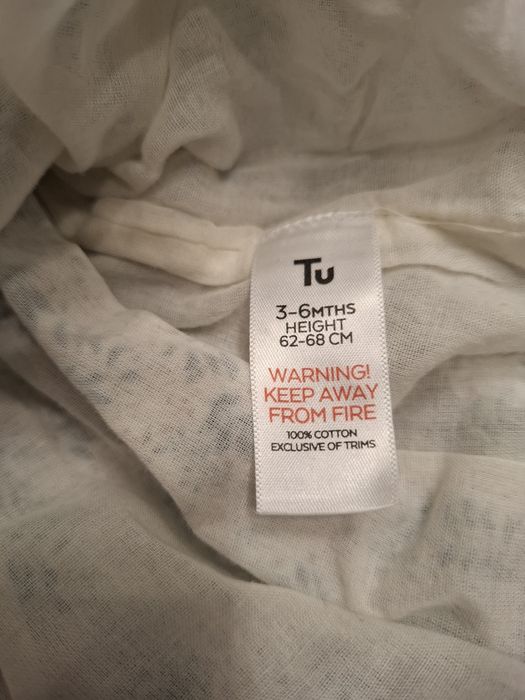 Tu
3-6MTHS
HEIGHT
62-68 CM
WARNING!
KEEP AWAY
FROM FIRE
100% COTTON
EXCLUSIVE OF TRIMS